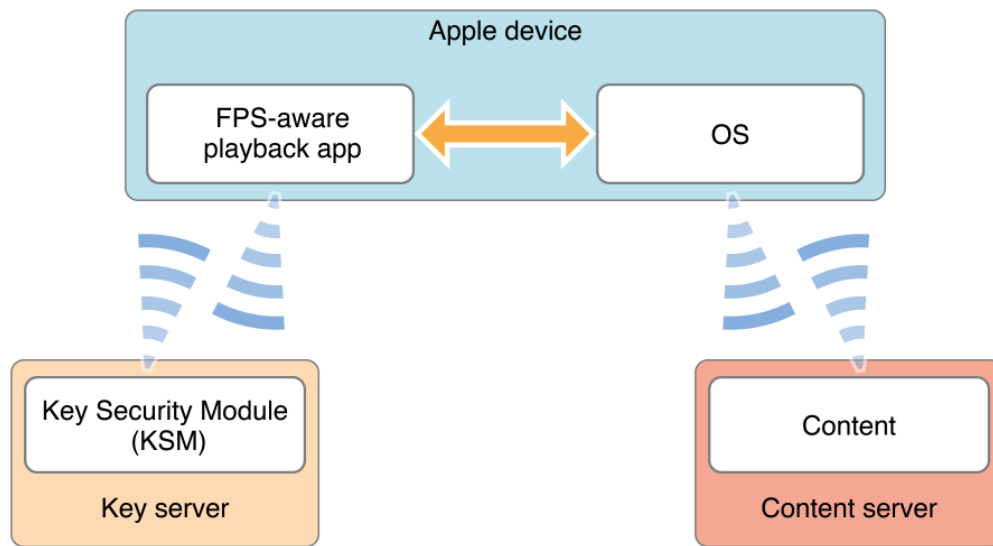 Apple device
FPS-aware
playback app
OS
Key Security Module
(KSM)
Content
Key server
Content server